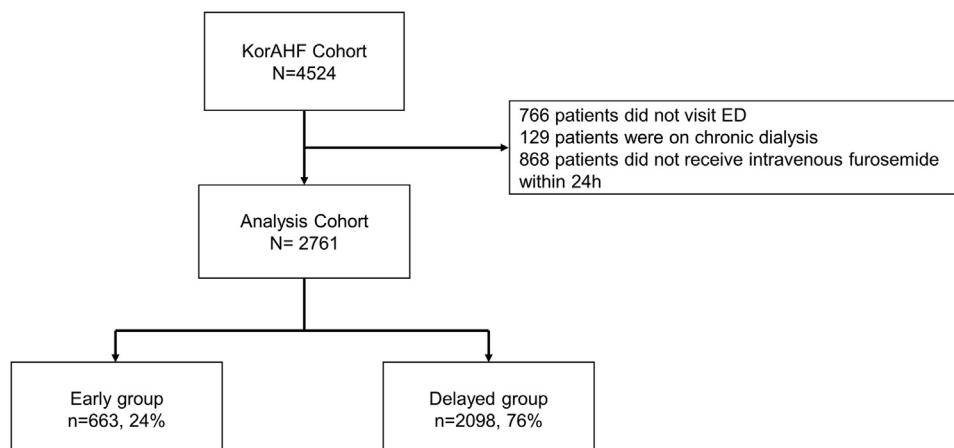 KorAHF Cohort
N=4524
766 patients did not visit ED
129 patients were on chronic dialysis
868 patients did not receive intravenous furosemide
within 24h
Analysis Cohort
N= 2761
Early group
n=663, 24%
Delayed group
n=2098, 76%